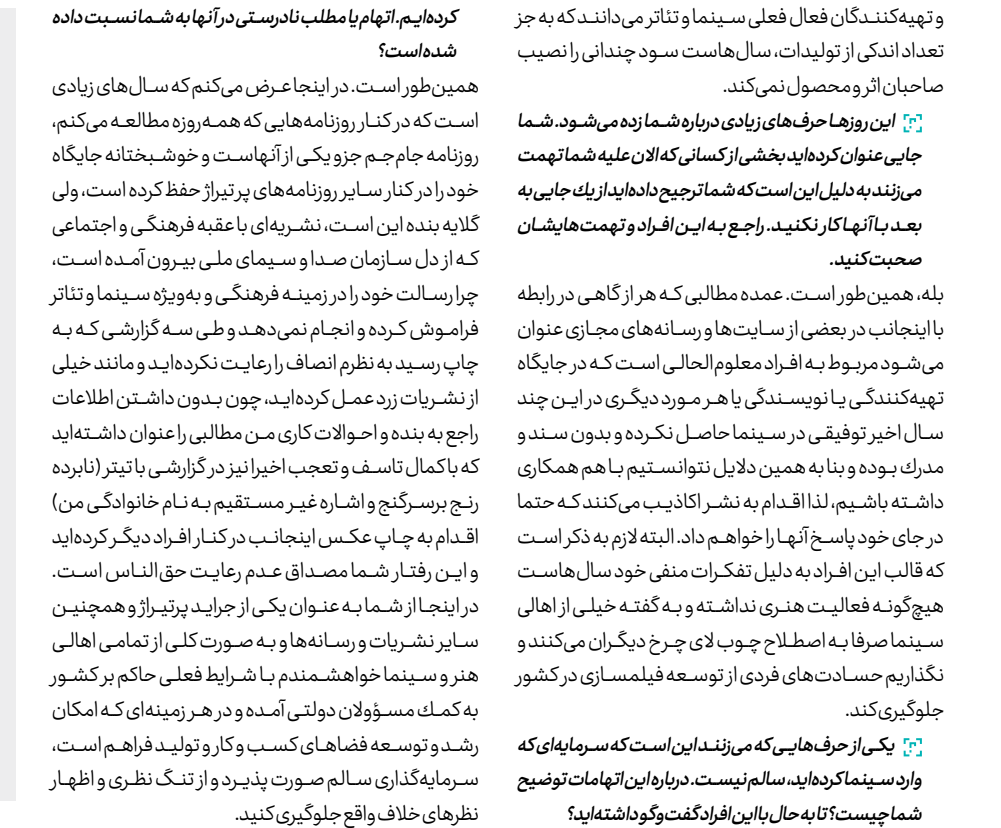 و تهیه‌کنندگان فعال فعلی سینما و تئاتر می‌دانند که به جز
تعداد اندکی از تولیدات، سال‌هاست سود چندانی را نصیب
صاحبان اثر و محصول نمی‌کند.
این روزها حرف‌های زیادی درباره شما زده می‌شود. شما
جایی عنوان کرده‌اید بخشی از کسانی که الان علیه شما تهمت
می‌زنند به دلیل این است که شما ترجیح داده‌اید از یك جایی به
بعد با آنها کار نکنید. راجع به این افراد و تهمت‌هایشان
صحبت کنید.
بله، همین‌طور است. عمده مطالبی که هر از گاهی در رابطه
با اینجانب در بعضی از سایت‌ها و رسانه‌های مجازی عنوان
می‌شود مربوط به افراد معلوم‌الحالی است که در جایگاه
تهیه‌کنندگی یا نویسندگی یا هر مورد دیگری در این چند
سال اخیر توفیقی در سینما حاصل نکرده و بدون سند و
مدرك بوده و بنا به همین دلایل نتوانستیم با هم همکاری
داشته باشیم، لذا اقدام به نشر اکاذیب می‌کنند که حتما
در جای خود پاسخ آنها را خواهم داد. البته لازم به ذکر است
که قالب این افراد به دلیل تفکرات منفی خود سال‌هاست
هیچ‌گونه فعالیت هنری نداشته و به گفته خیلی از اهالی
سینما صرفا به اصطلاح چوب لای چرخ دیگران می‌کنند و
نگذاریم حسادت‌های فردی از توسعه فیلمسازی در کشور
جلوگیری کند.
یکی از حرف‌هایی که می‌زنند این است که سرمایه‌ای که
وارد سینما کرده‌اید، سالم نیست. درباره این اتهامات توضیح
شما چیست؟ تا به حال با این افراد گفت‌وگو داشته‌اید؟
کرده‌ایم. اتهام یا مطلب نادرستی در آنها به شما نسبت داده
شده است؟
همین‌طور است. در اینجا عرض می‌کنم که سال‌های زیادی
است که در کنار روزنامه‌هایی که همه‌روزه مطالعه می‌کنم،
روزنامه جام‌جم جزو یکی از آنهاست و خوشبختانه جایگاه
خود را در کنار سایر روزنامه‌های پرتیراژ حفظ کرده است، ولی
گلایه بنده این است، نشریه‌ای با عقبه فرهنگی و اجتماعی
که از دل سازمان صدا و سیمای ملی بیرون آمده است،
چرا رسالت خود را در زمینه فرهنگی و به‌ویژه سینما و تئاتر
فراموش کرده و انجام نمی‌دهد و طی سه گزارشی که به
چاپ رسید به نظرم انصاف را رعایت نکرده‌اید و مانند خیلی
از نشریات زرد عمل کرده‌اید، چون بدون داشتن اطلاعات
راجع به بنده و احوالات کاری من مطالبی را عنوان داشته‌اید
که با کمال تاسف و تعجب اخیرا نیز در گزارشی با تیتر (نابرده
رنج بر سر گنج و اشاره غیر مستقیم به نام خانوادگی من)
اقدام به چاپ عکس اینجانب در کنار افراد دیگر کرده‌اید
و این رفتار شما مصداق عدم رعایت حق‌الناس است.
در اینجا از شما به عنوان یکی از جراید پرتیراژ و همچنین
سایر نشریات و رسانه‌ها و به صورت کلی از تمامی اهالی
هنر و سینما خواهشمندم با شرایط فعلی حاکم بر کشور
به کمك مسؤولان دولتی آمده و در هر زمینه‌ای که امکان
رشد و توسعه فضاهای کسب و کار و تولید فراهم است،
سرمایه‌گذاری سالم صورت پذیرد و از تنگ نظری و اظهار
نظرهای خلاف واقع جلوگیری کنید.